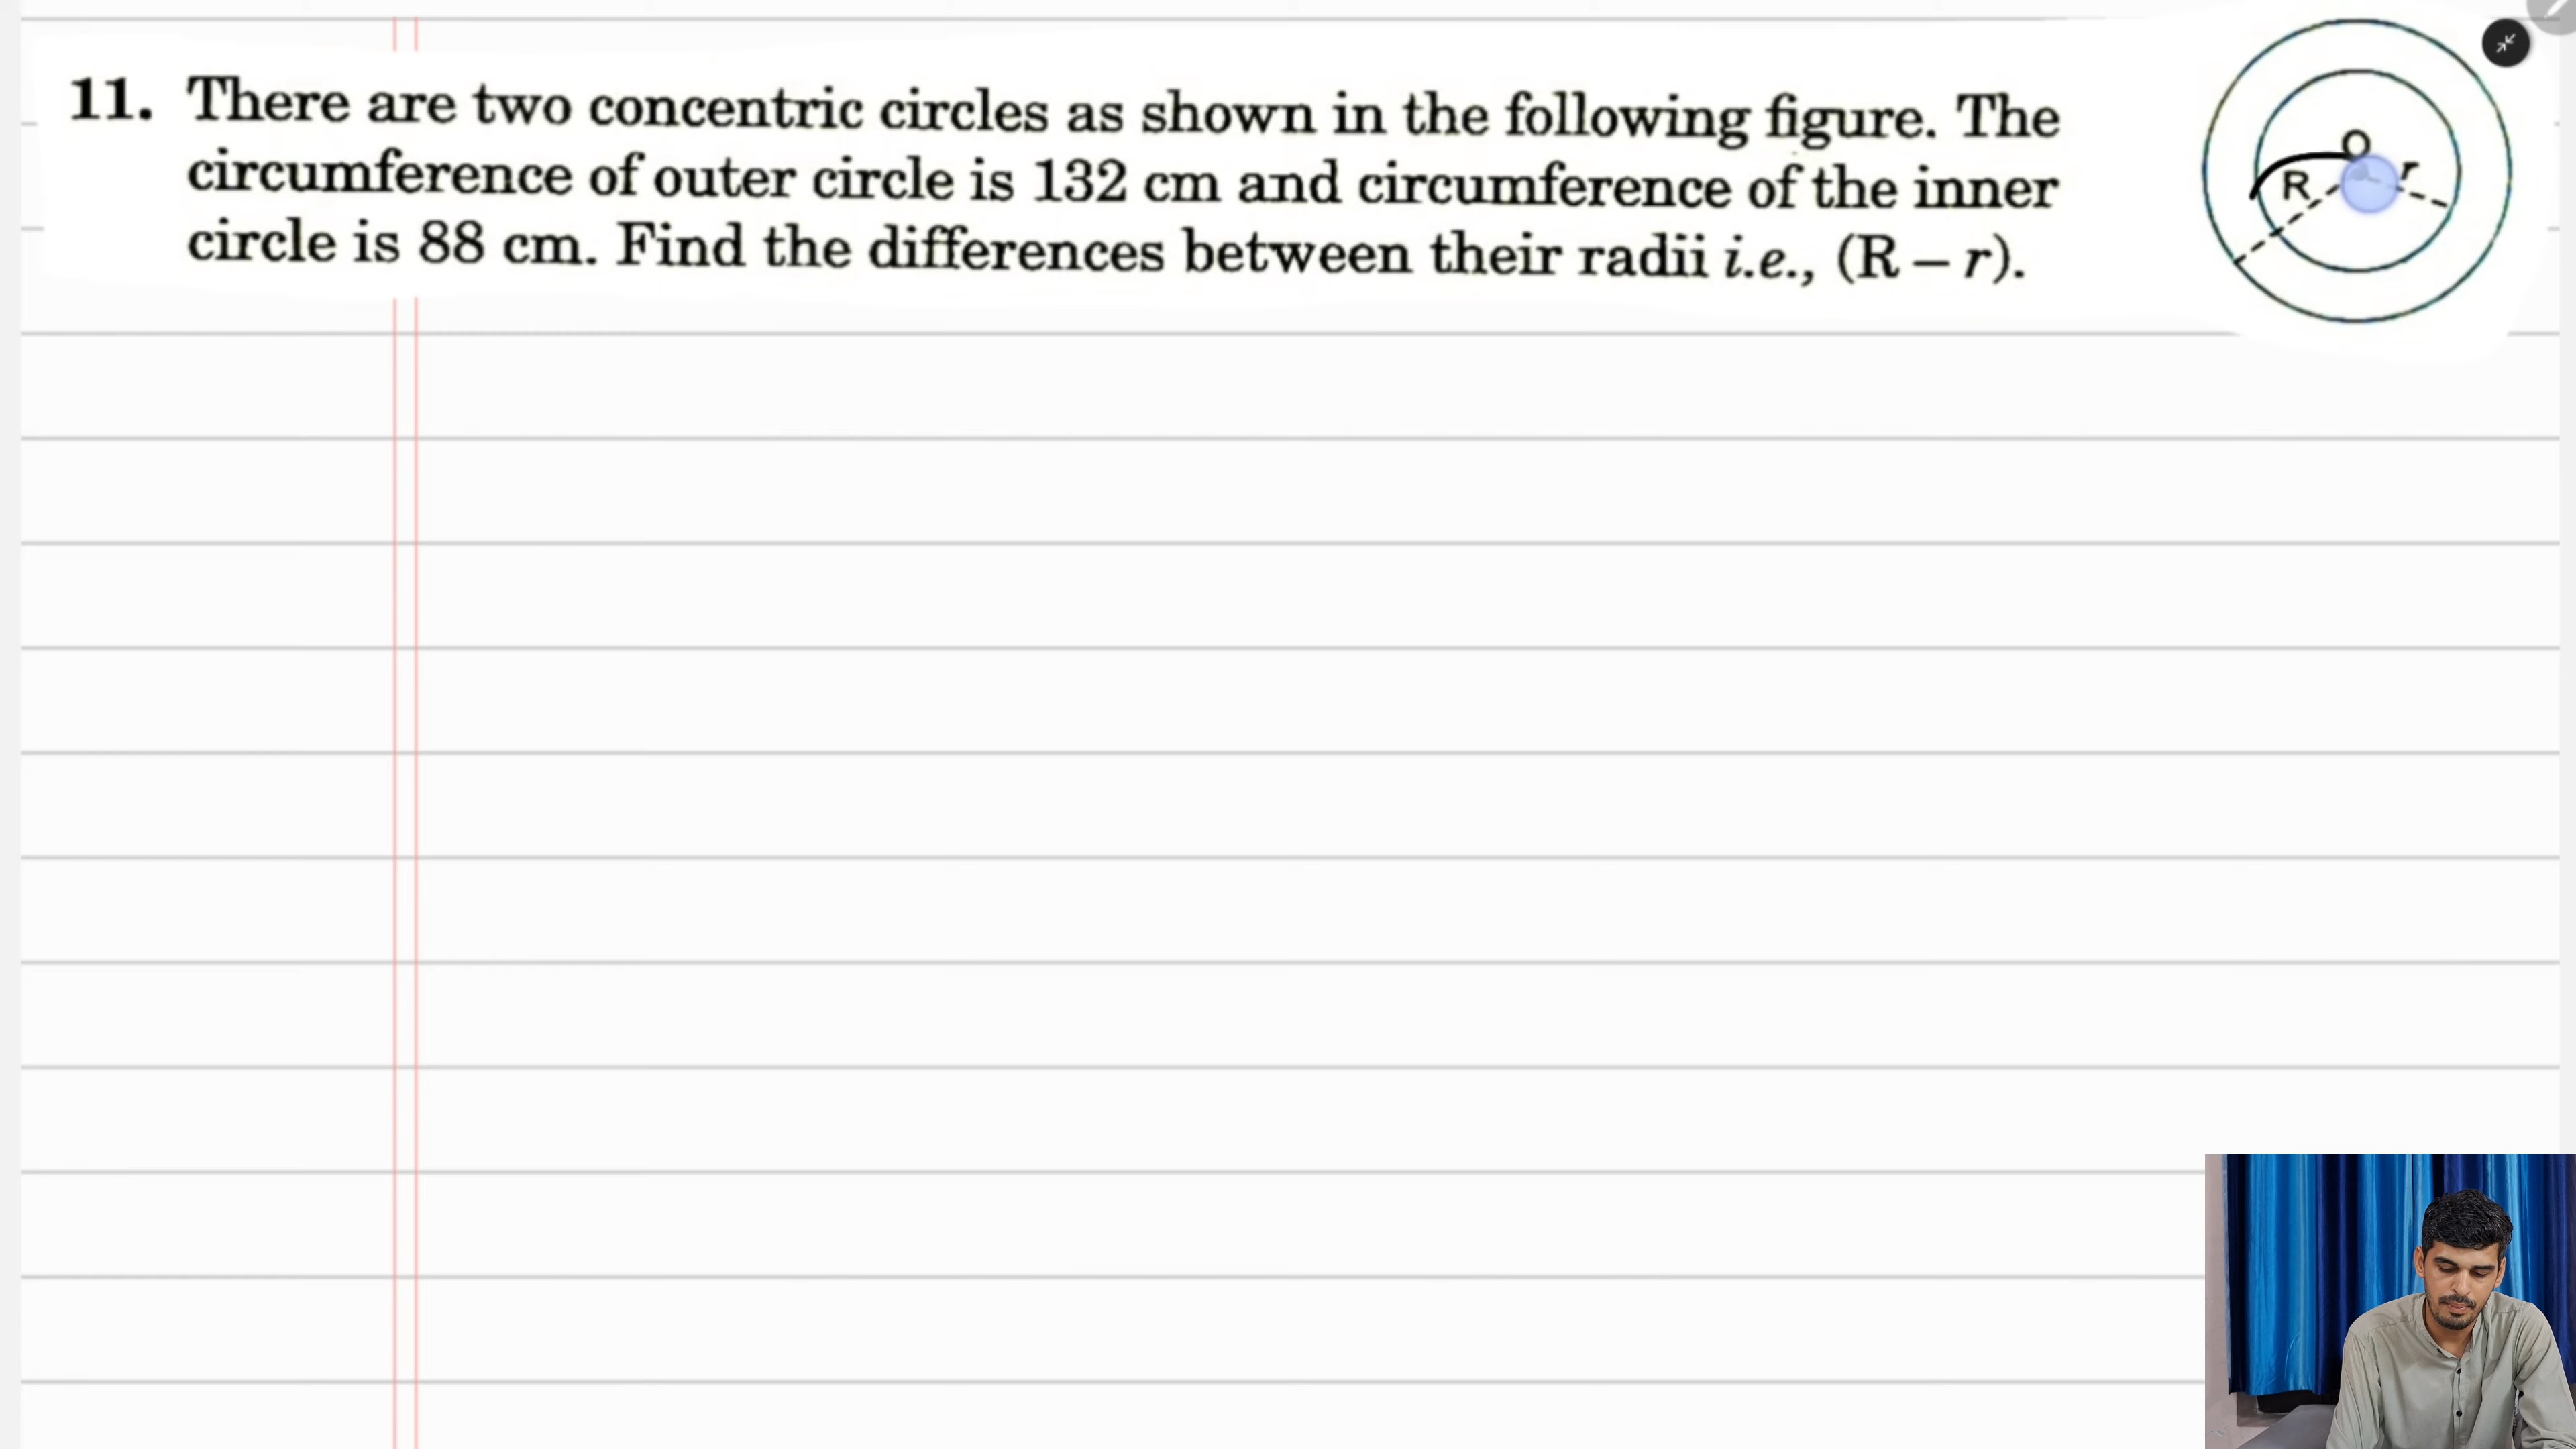 11. There are two concentric circles as shown in the following figure. The
circumference of outer circle is 132 cm and circumference of the inner
circle is 88 cm. Find the differences between their radii i.e., (R – r).
O
R
r